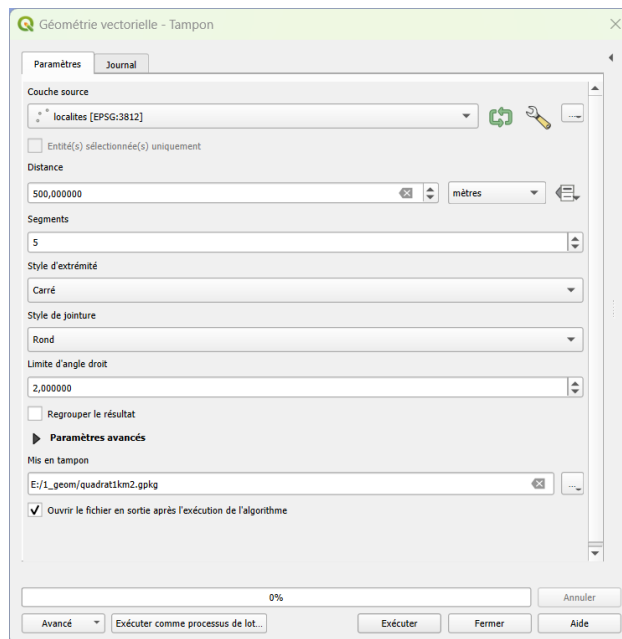 Géométrie vectorielle - Tampon
Paramètres Journal
Couche source
localites [EPSG:3812]
...
Entité(s) sélectionnée(s) uniquement
Distance
500,000000 mètres
Segments
5
Style d'extrémité
Carré
Style de jointure
Rond
Limite d'angle droit
2,000000
Regrouper le résultat
Paramètres avancés
Mis en tampon
E:/1_geom/quadrat1km2.gpkg ...
Ouvrir le fichier en sortie après l'exécution de l'algorithme
0% Annuler
Avancé Exécuter comme processus de lot... Exécuter Fermer Aide